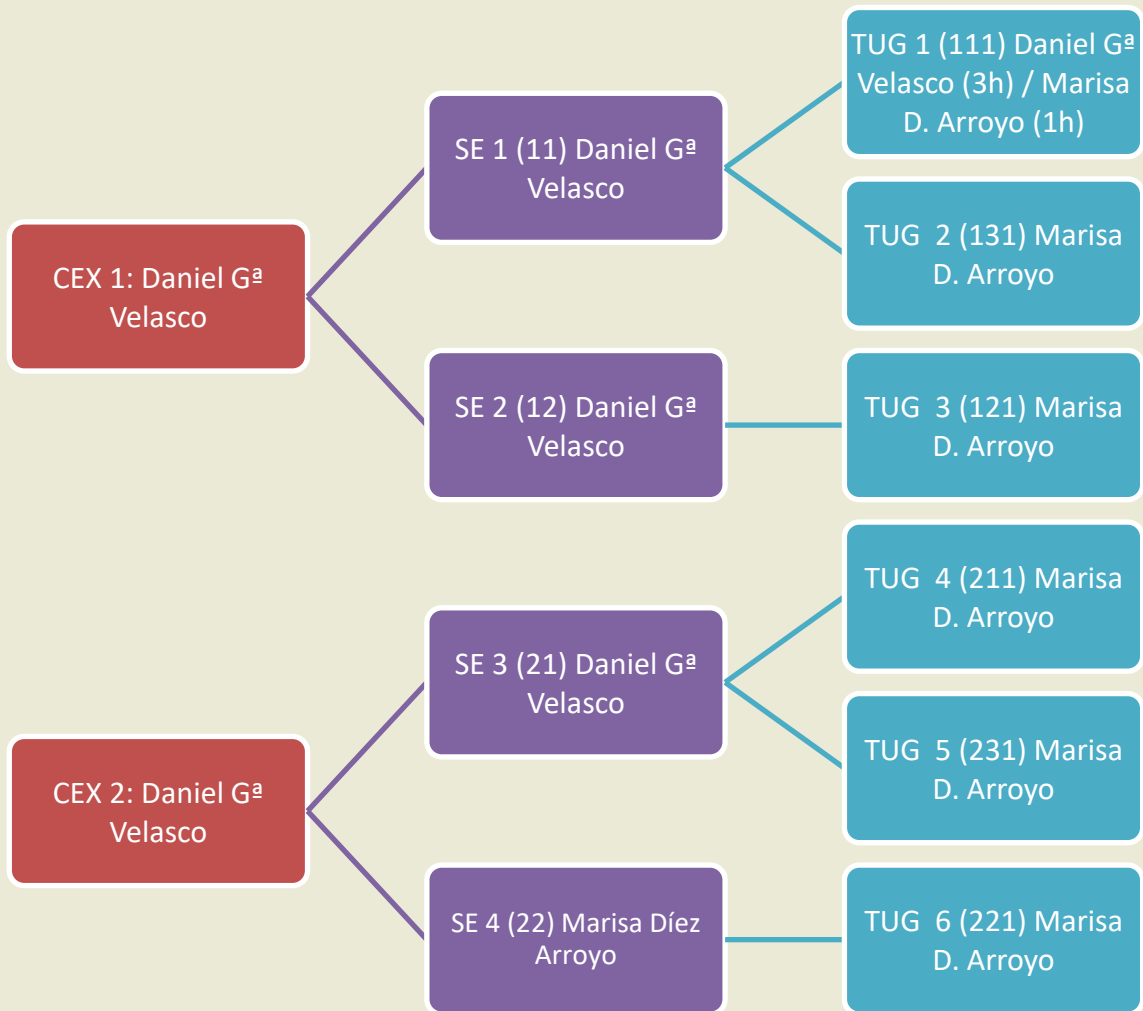 CEX 1: Daniel Gª
Velasco
SE 1 (11) Daniel Gª
Velasco
TUG 1 (111) Daniel Gª
Velasco (3h) / Marisa
D. Arroyo (1h)
TUG 2 (131) Marisa
D. Arroyo
SE 2 (12) Daniel Gª
Velasco
TUG 3 (121) Marisa
D. Arroyo
CEX 2: Daniel Gª
Velasco
SE 3 (21) Daniel Gª
Velasco
TUG 4 (211) Marisa
D. Arroyo
TUG 5 (231) Marisa
D. Arroyo
SE 4 (22) Marisa Díez
Arroyo
TUG 6 (221) Marisa
D. Arroyo